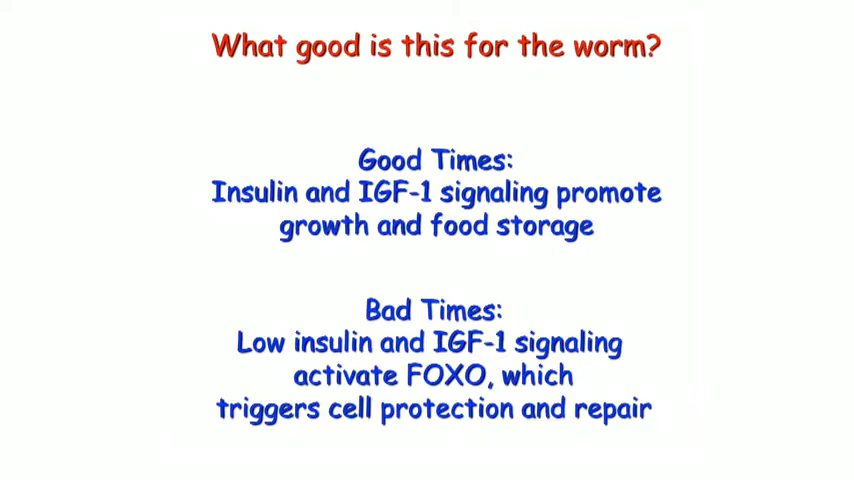 What good is this for the worm?
Good Times:
Insulin and IGF-1 signaling promote
growth and food storage
Bad Times:
Low insulin and IGF-1 signaling
activate FOXO, which
triggers cell protection and repair